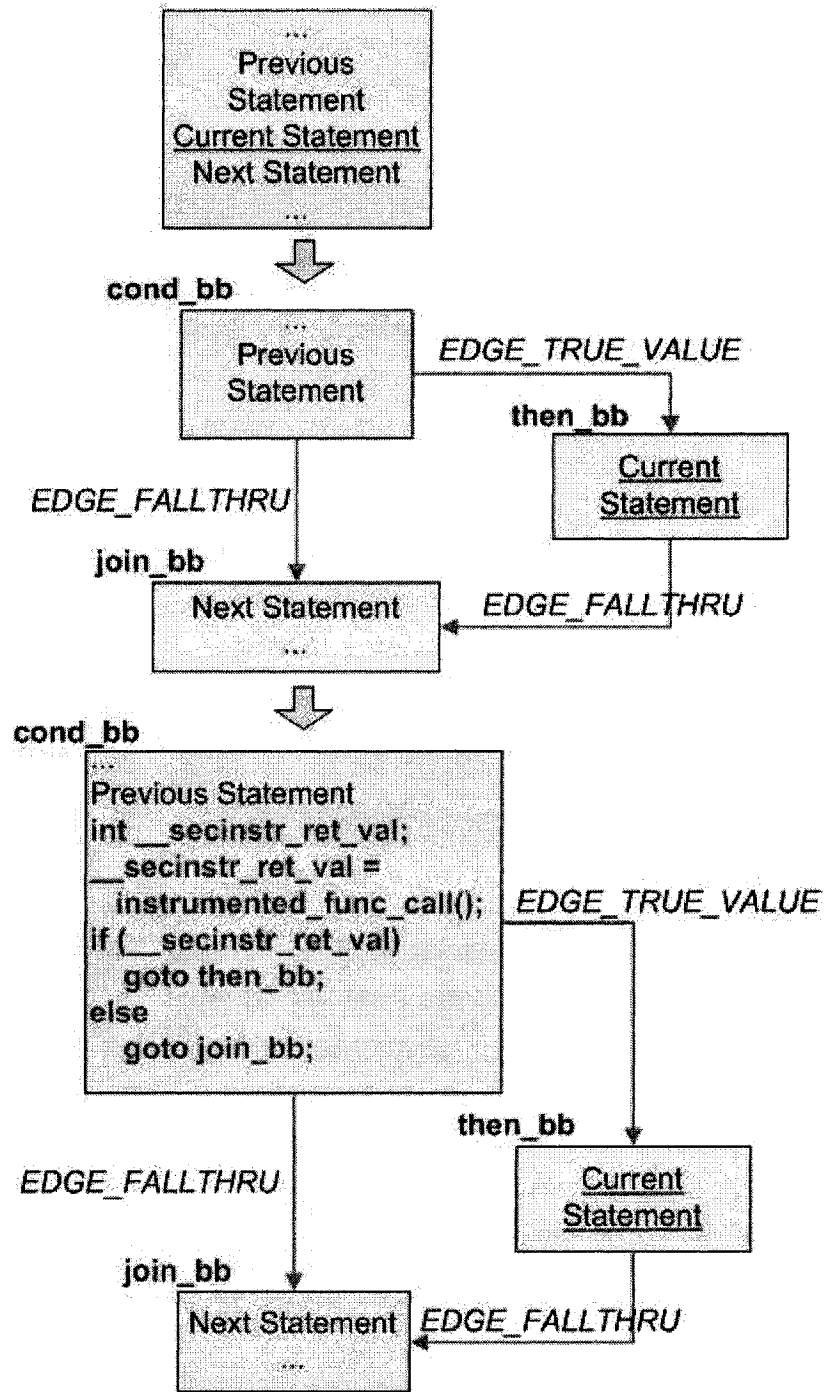 ...
Previous
Statement
Current Statement
Next Statement
...
cond_bb
...
Previous
Statement
EDGE_TRUE_VALUE
then_bb
Current
Statement
EDGE_FALLTHRU
join_bb
Next Statement
...
EDGE_FALLTHRU
cond_bb
...
Previous Statement
int __secinstr_ret_val;
__secinstr_ret_val =
instrumented_func_call();
if (__secinstr_ret_val)
goto then_bb;
else
goto join_bb;
EDGE_TRUE_VALUE
then_bb
Current
Statement
EDGE_FALLTHRU
join_bb
Next Statement
...
EDGE_FALLTHRU